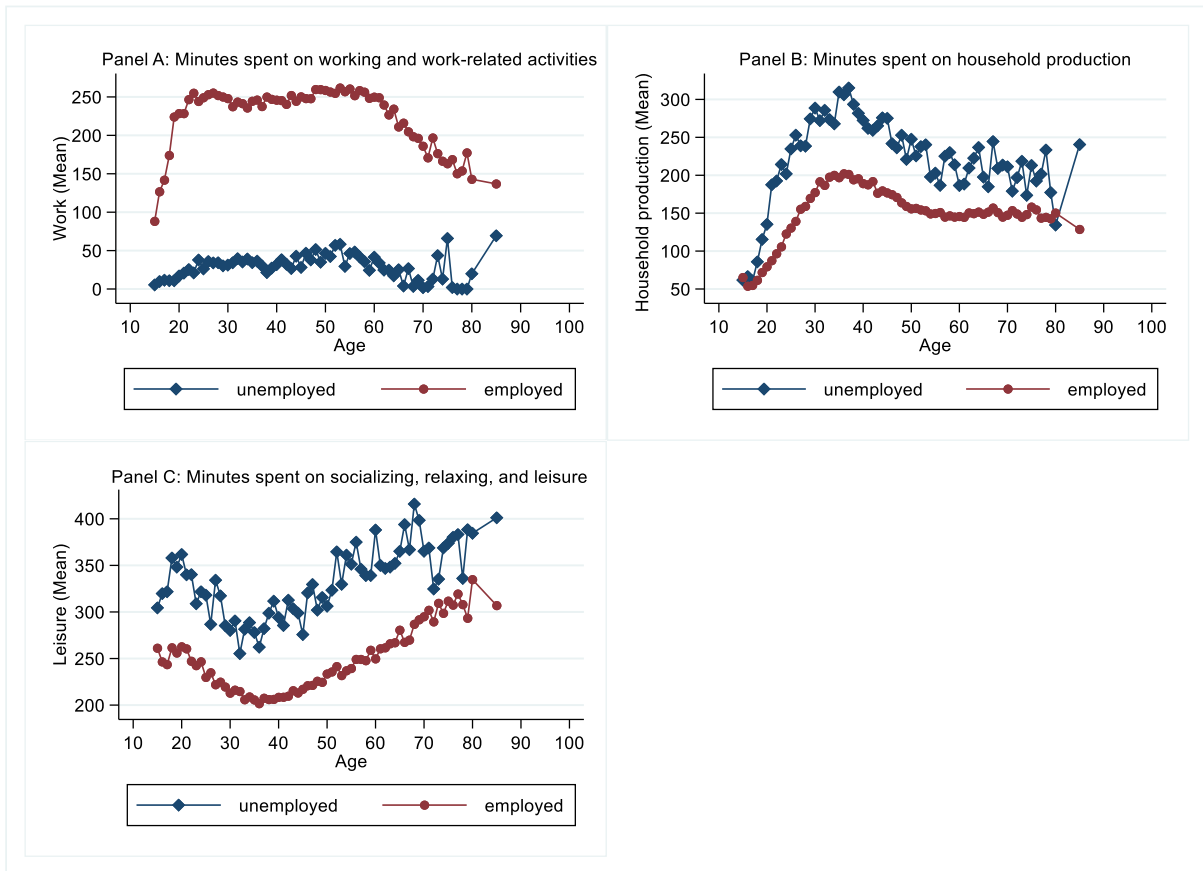 Panel A: Minutes spent on working and work-related activities
Work (Mean)
250
200
150
100
50
0
10 20 30 40 50 60 70 80 90 100
Age
unemployed employed
Panel B: Minutes spent on household production
Household production (Mean)
300
250
200
150
100
50
10 20 30 40 50 60 70 80 90 100
Age
unemployed employed
Panel C: Minutes spent on socializing, relaxing, and leisure
Leisure (Mean)
400
350
300
250
200
10 20 30 40 50 60 70 80 90 100
Age
unemployed employed